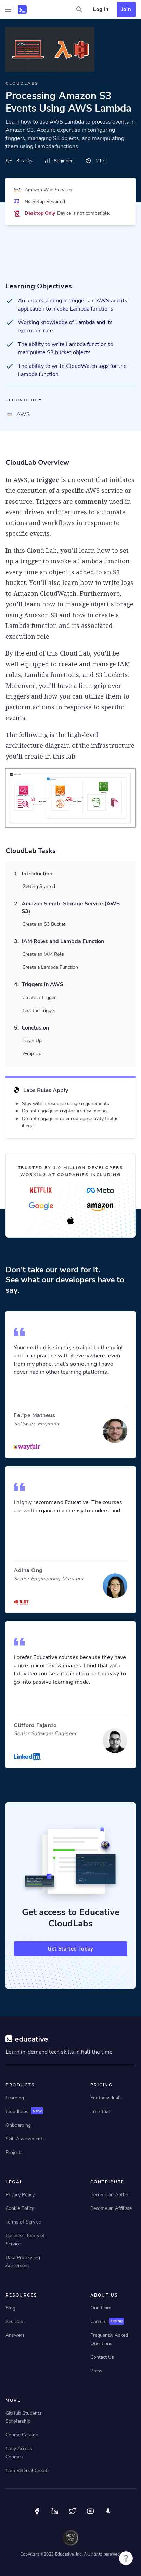 Log In
Join
CLOUDLABS
Processing Amazon S3
Events Using AWS Lambda
Learn how to use AWS Lambda to process events in
Amazon S3. Acquire expertise in configuring
triggers, managing S3 objects, and manipulating
events through Lambda functions.
8 Tasks
Beginner
2 hrs
Amazon Web Services
No Setup Required
Desktop Only Device is not compatible.
Learning Objectives
An understanding of triggers in AWS and its
application to invoke Lambda functions
Working knowledge of Lambda and its
execution role
The ability to write Lambda function to
manipulate S3 bucket objects
The ability to write CloudWatch logs for the
Lambda function
TECHNOLOGY
AWS
CloudLab Overview
In AWS, a trigger is an event that initiates
the execution of a specific AWS service or
resource. Triggers are often used in
event-driven architectures to automate
actions and workflows in response to
specific events.
In this Cloud Lab, you'll learn how to set
up a trigger to invoke a Lambda function
every time an object is added to an S3
bucket. You'll also learn how to write logs
to Amazon CloudWatch. Furthermore,
you'll learn how to manage object storage
using Amazon S3 and how to create a
Lambda function and its associated
execution role.
By the end of this Cloud Lab, you'll be
well-equipped with the knowledge of IAM
roles, Lambda functions, and S3 buckets.
Moreover, you'll have a firm grip over
triggers and how you can use them to
perform actions in response to specific
events.
The following is the high-level
architecture diagram of the infrastructure
you'll create in this lab.
CloudLab Tasks
1. Introduction
Getting Started
2. Amazon Simple Storage Service (AWS
S3)
Create an S3 Bucket
3. IAM Roles and Lambda Function
Create an IAM Role
Create a Lambda Function
4. Triggers in AWS
Create a Trigger
Test the Trigger
5. Conclusion
Clean Up
Wrap Up!
Labs Rules Apply
Stay within resource usage requirements.
Do not engage in cryptocurrency mining.
Do not engage in or encourage activity that is
illegal.
TRUSTED BY 1.9 MILLION DEVELOPERS
WORKING AT COMPANIES INCLUDING
NETFLIX
Meta
Google
amazon
Don't take our word for it.
See what our developers have to
say.
Your method is simple, straight to the point
and I can practice with it everywhere, even
from my phone, that's something I have
never had in other learning platforms.
Felipe Matheus
Software Engineer
wayfair
I highly recommend Educative. The courses
are well organized and easy to understand.
Adina Ong
Senior Engineering Manager
RIOT
I prefer Educative courses because they have
a nice mix of text & images. I find that with
full video courses, it can often be too easy to
go into passive learning mode.
Clifford Fajardo
Senior Software Engineer
Linked in
Get access to Educative
CloudLabs
Get Started Today
educative
Learn in-demand tech skills in half the time
PRODUCTS
Learning
CloudLabs New
Onboarding
Skill Assessments
Projects
PRICING
For Individuals
Free Trial
LEGAL
Privacy Policy
Cookie Policy
Terms of Service
Business Terms of
Service
Data Processing
Agreement
CONTRIBUTE
Become an Author
Become an Affiliate
RESOURCES
Blog
Sessions
Answers
ABOUT US
Our Team
Careers Hiring
Frequently Asked
Questions
Contact Us
Press
MORE
GitHub Students
Scholarship
Course Catalog
Early Access
Courses
Earn Referral Credits
Copyright ©2023 Educative, Inc. All rights reserved.
?